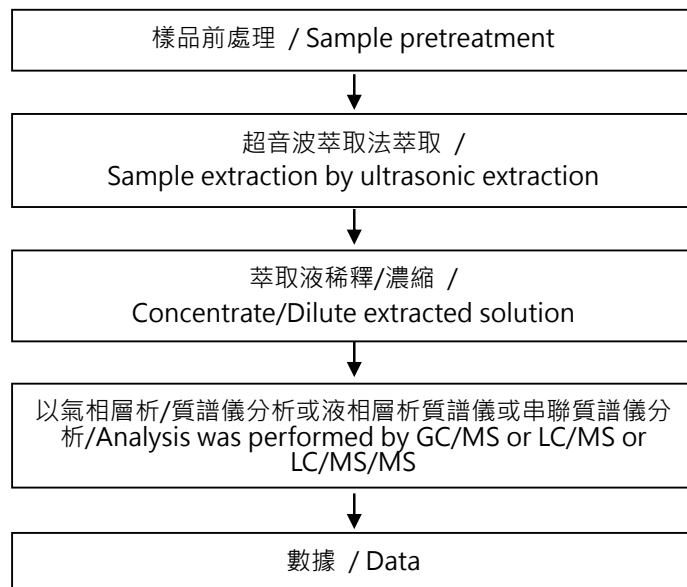 樣品前處理 / Sample pretreatment
超音波萃取法萃取 /
Sample extraction by ultrasonic extraction
萃取液稀釋/濃縮 /
Concentrate/Dilute extracted solution
以氣相層析/質譜儀分析或液相層析質譜儀或串聯質譜儀分
析/Analysis was performed by GC/MS or LC/MS or
LC/MS/MS
數據 / Data